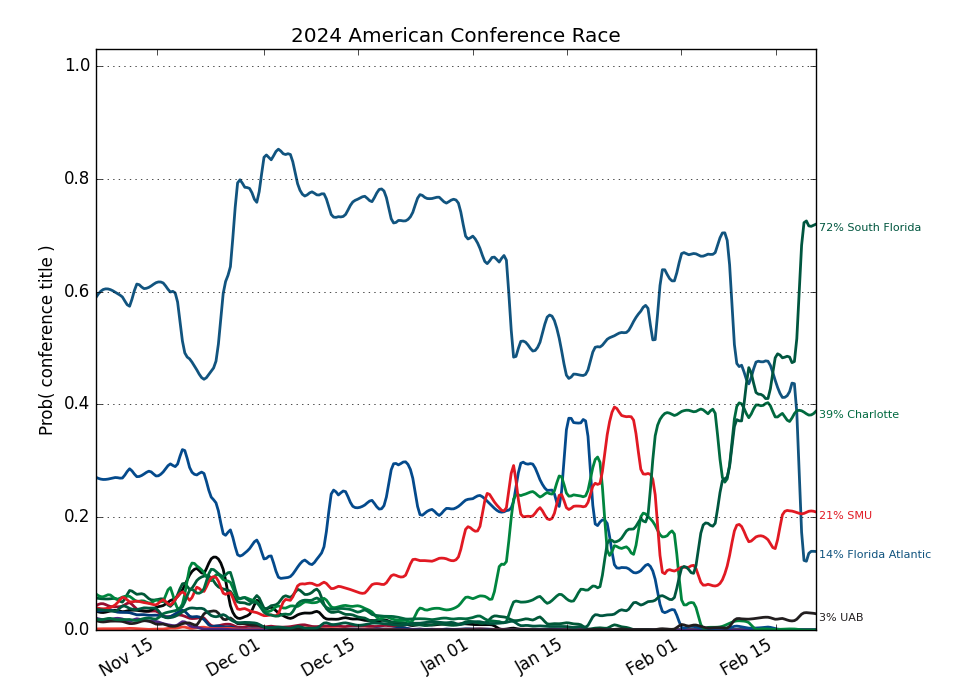 2024 American Conference Race
Prob( conference title )
1.0
0.8
0.6
0.4
0.2
0.0
72% South Florida
39% Charlotte
21% SMU
14% Florida Atlantic
3% UAB
Nov 15
Dec 01
Dec 15
Jan 01
Jan 15
Feb 01
Feb 15